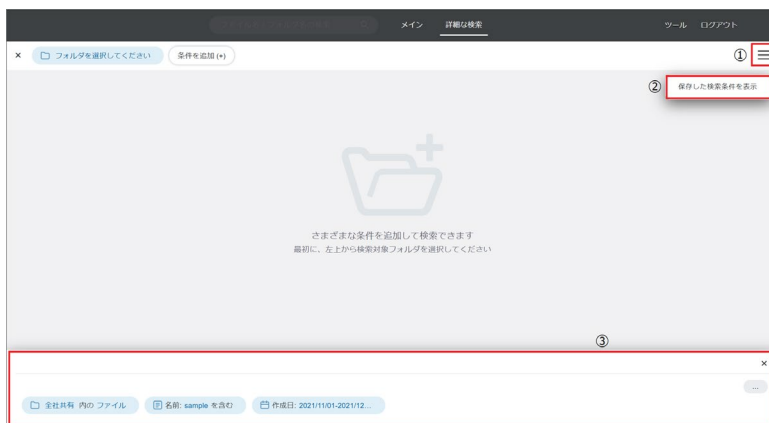 メイン 詳細な検索 ツール ログアウト
× フォルダを選択してください 条件を追加 (+) ①
② 保存した検索条件を表示
さまざまな条件を追加して検索できます
最初に、左上から検索対象フォルダを選択してください
③
×
...
全社共有 内の ファイル 名前: sample を含む 作成日: 2021/11/01-2021/12...